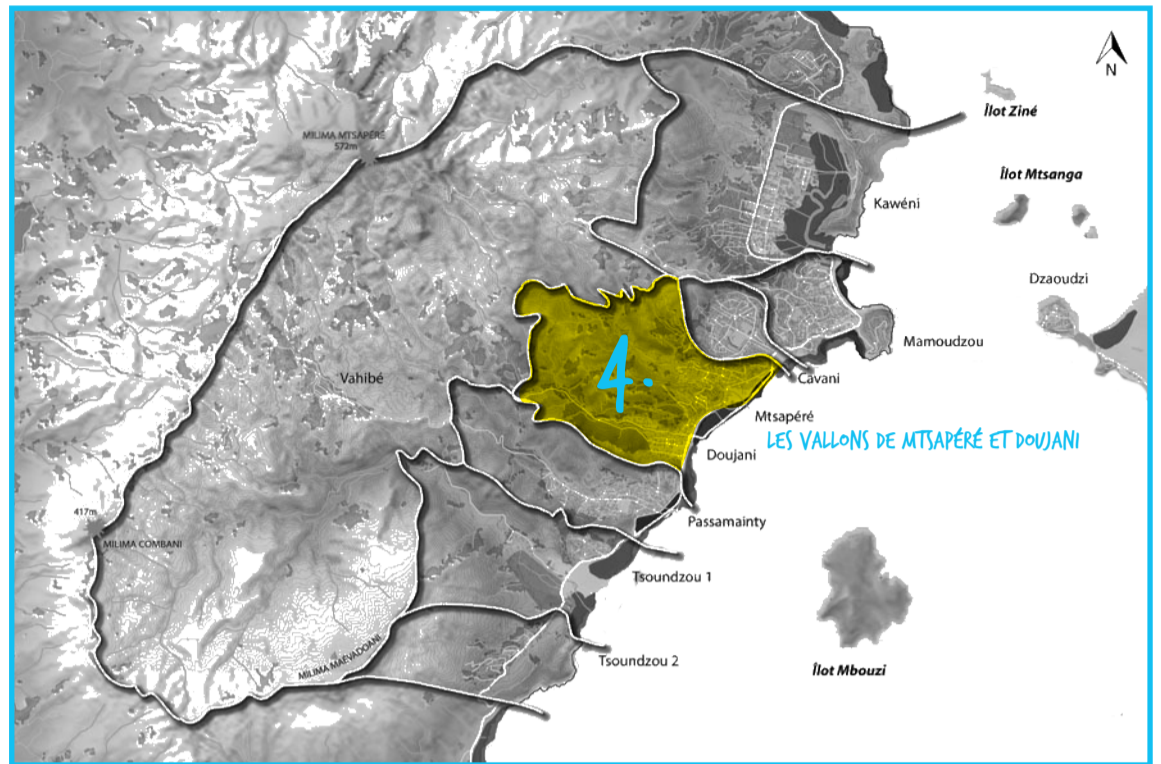 N
Îlot Ziné
MILIMA MTSAPÉRÉ
572m
Îlot Mtsanga
Kawéni
Dzaoudzi
Mamoudzou
Vahibé
4.
Cavani
Mtsapéré
LES VALLONS DE MTSAPÉRÉ ET DOUJANI
Doujani
417m
Passamainty
MILIMA COMBANI
Tsoundzou 1
MILIMA MAEVADOANI
Tsoundzou 2
Îlot Mbouzi